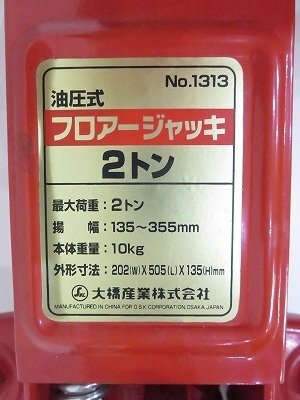 No.1313
油圧式
フロアージャッキ
2トン
最大荷重：2トン
揚 幅：135～355mm
本体重量：10kg
外形寸法：202(W)X505(L)X135(H)mm
大橋産業株式会社
MANUFACTURED IN CHINA FOR O.S.K CORPORATION, OSAKA, JAPAN